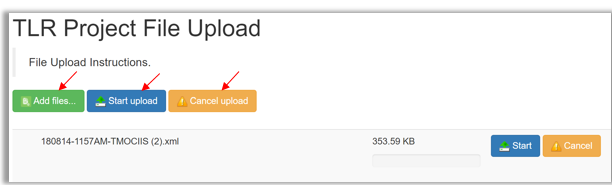 TLR Project File Upload
File Upload Instructions.
Add files... Start upload Cancel upload
180814-1157AM-TMOCIIS (2).xml 353.59 KB Start Cancel